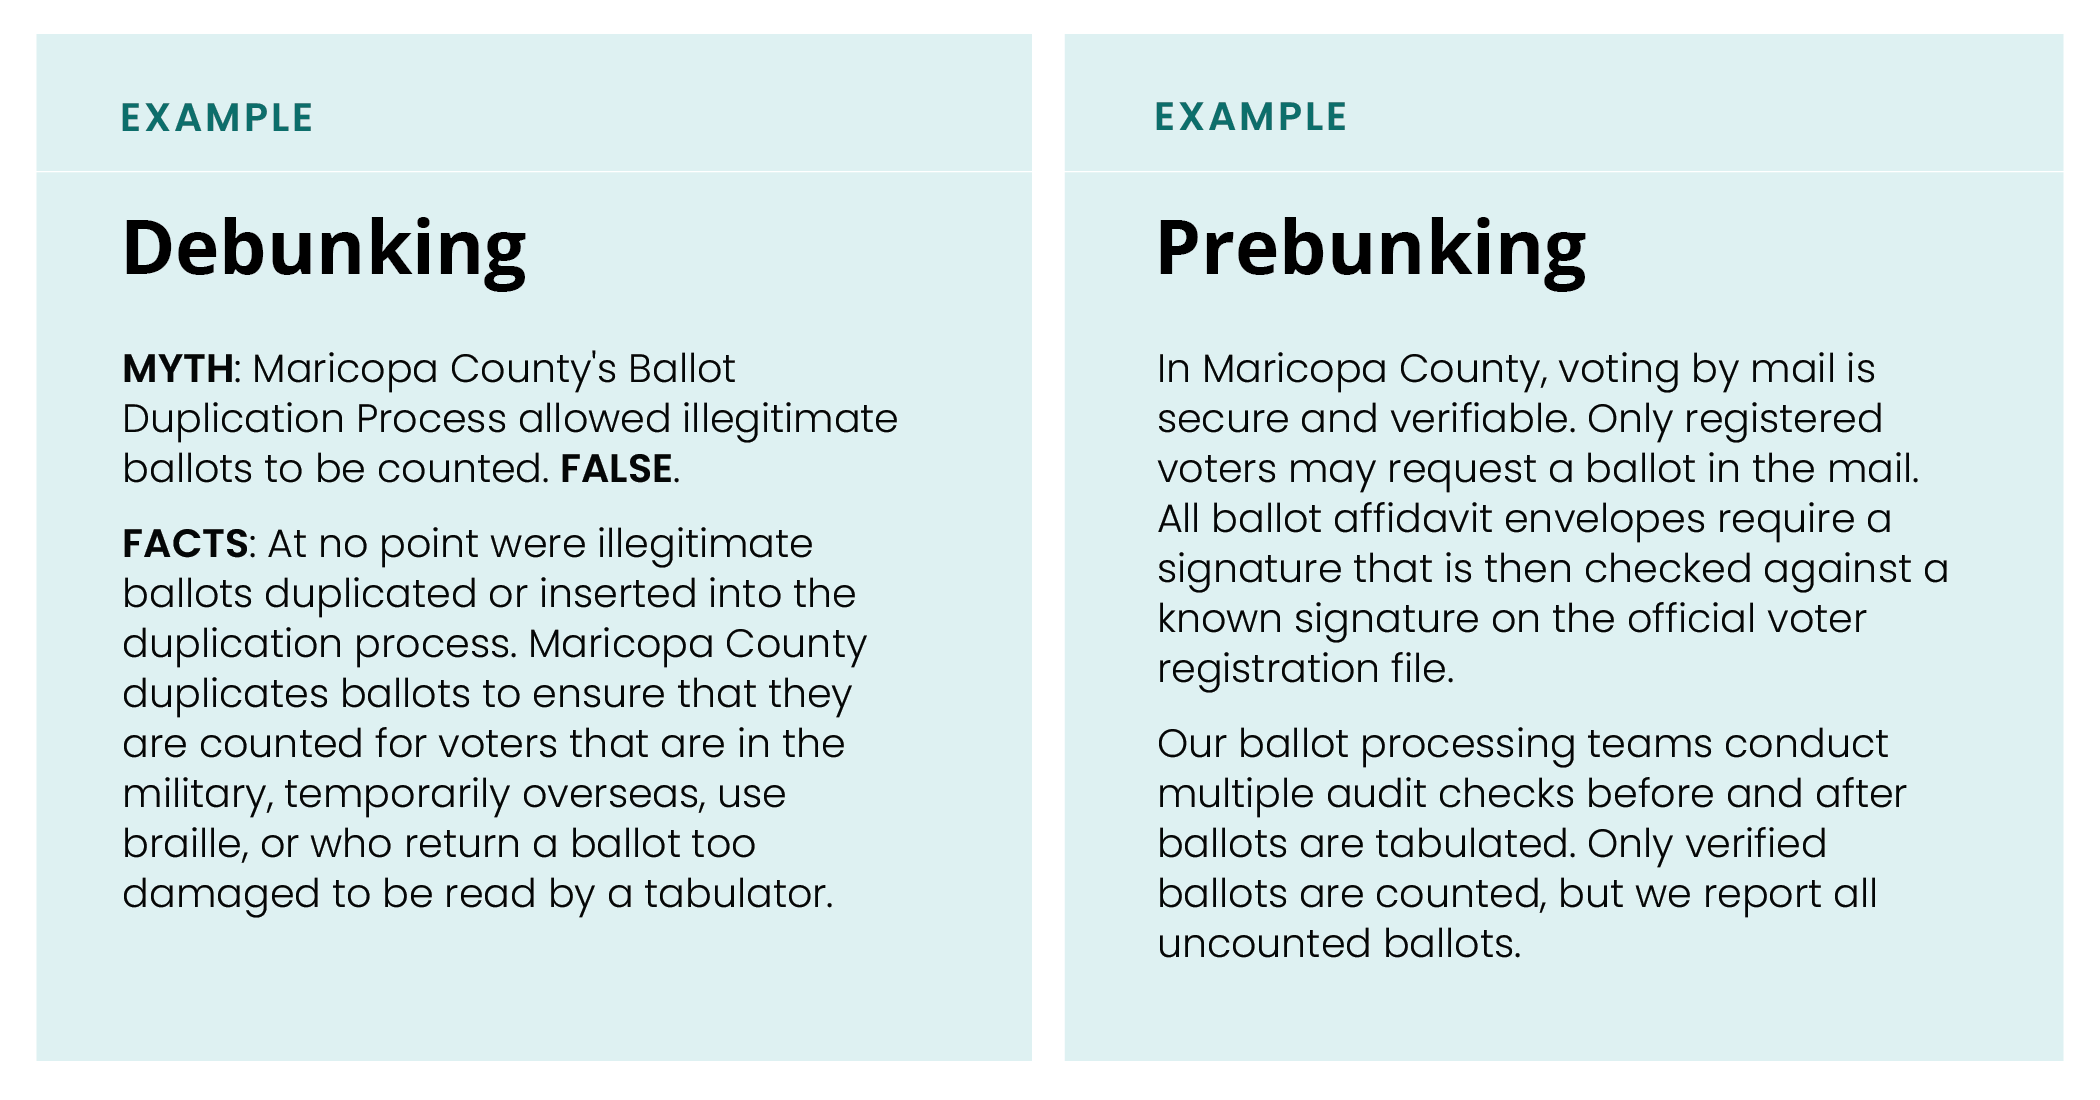 EXAMPLE
Debunking
MYTH: Maricopa County's Ballot
Duplication Process allowed illegitimate
ballots to be counted. FALSE.
FACTS: At no point were illegitimate
ballots duplicated or inserted into the
duplication process. Maricopa County
duplicates ballots to ensure that they
are counted for voters that are in the
military, temporarily overseas, use
braille, or who return a ballot too
damaged to be read by a tabulator.
EXAMPLE
Prebunking
In Maricopa County, voting by mail is
secure and verifiable. Only registered
voters may request a ballot in the mail.
All ballot affidavit envelopes require a
signature that is then checked against a
known signature on the official voter
registration file.
Our ballot processing teams conduct
multiple audit checks before and after
ballots are tabulated. Only verified
ballots are counted, but we report all
uncounted ballots.